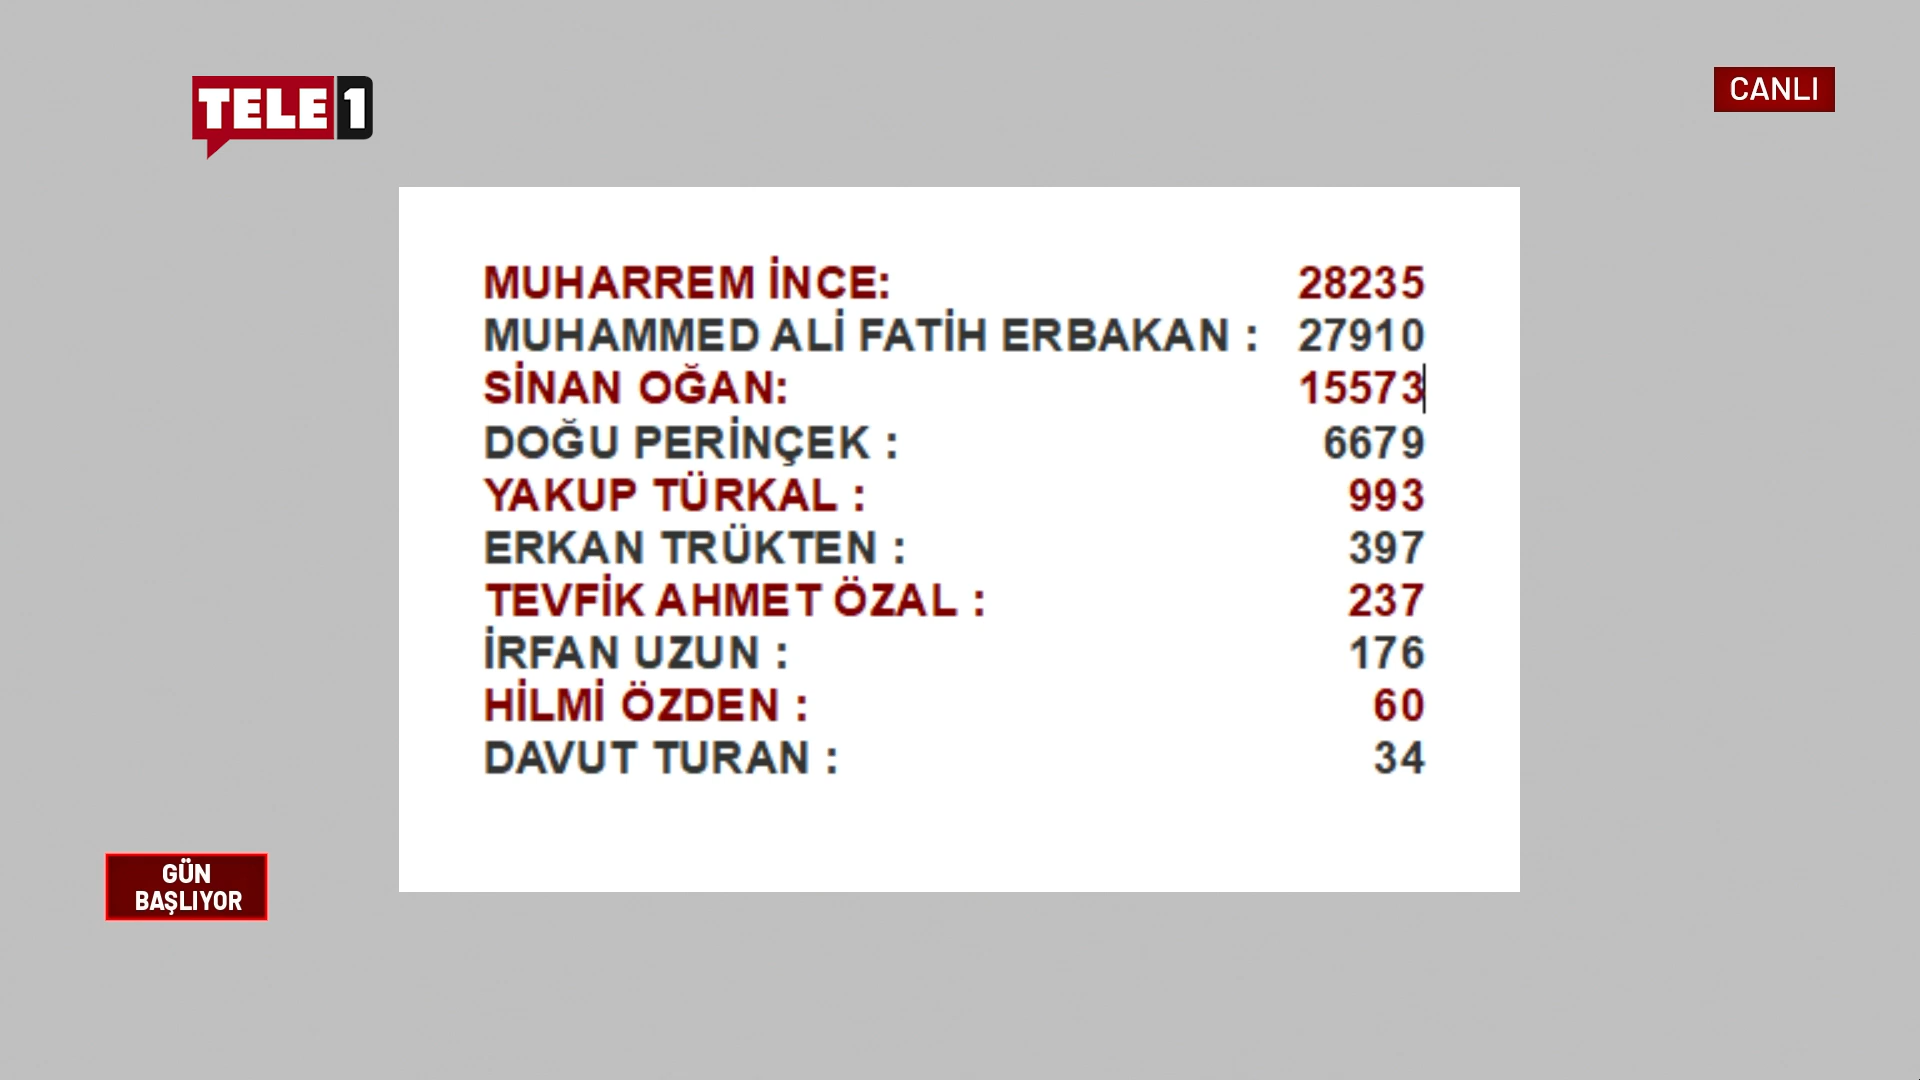 TELE1
CANLI
MUHARREM İNCE: 28235
MUHAMMED ALİ FATİH ERBAKAN : 27910
SİNAN OĞAN: 15573
DOĞU PERİNÇEK : 6679
YAKUP TÜRKAL : 993
ERKAN TRÜKTEN : 397
TEVFİK AHMET ÖZAL : 237
İRFAN UZUN : 176
HİLMİ ÖZDEN : 60
DAVUT TURAN : 34
GÜN
BAŞLIYOR